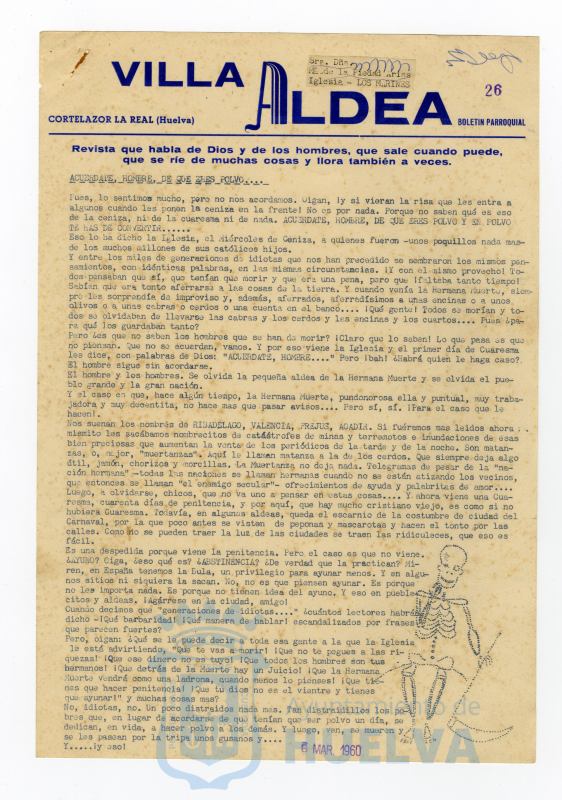 Sra. Dña.
Mª de la Piedad Arias
Iglesia - LOS MARINES
VILLA ALDEA
26
CORTELAZOR LA REAL (Huelva)
BOLETIN PARROQUIAL
Revista que habla de Dios y de los hombres, que sale cuando puede,
que se ríe de muchas cosas y llora también a veces.
ACUERDATE, HOMBRE, DE QUE ERES POLVO....
Pues, lo sentimos mucho, pero no nos acordamos. Oigan, ¡y si vieran la risa que les entra a
algunos cuando les ponen la ceniza en la frente! No es por nada. Porque no saben qué es eso
de la ceniza, ni de la cuaresma ni de nada. ACUERDATE, HOMBRE, DE QUE ERES POLVO Y EN POLVO
TE HAS DE CONVERTIR......
Eso lo ha dicho la Iglesia, el Miércoles de Ceniza, a quienes fueron -unos poquillos nada mas-
de los muchos millones de sus católicos hijos.
Y entre los miles de generaciones de idiotas que nos han precedido se sembraron los mismos pen-
samientos, con idénticas palabras, en las mismas circunstancias. ¡Y con el mismo provecho! To-
dos pensaban que sí, que tenían que morir y que era una pena, pero que ¡faltaba tanto tiempo!
Sabían que era tonto aferrarse a las cosas de la tierra. Y cuando venía la Hermana Muerte, siem-
pre les sorprendía de improviso y, además, aferrados, aferradísimos a unas encinas o a unos
olivos o a unas cabras o cerdos o una cuenta en el banco.... ¡Qué gente! Todos se morían y to-
dos se olvidaban de llevarse las cabras y los cerdos y las encinas y los cuartos.... Pues ¿pa-
ra qué los guardaban tanto?
Pero ¿es que no saben los hombres que se han de morir? ¡Claro que lo saben! Lo que pasa es que
no piensan. Que no se acuerdan, vamos. Y por eso viene la Iglesia y el primer día de Cuaresma
les dice, con palabras de Dios: "ACUERDATE, HOMBRE...." Pero ¡bah! ¿Habrá quien le haga caso?
El hombre sigue sin acordarse.
El hombre y los hombres. Se olvida la pequeña aldea de la Hermana Muerte y se olvida el pue-
blo grande y la gran nación.
Y el caso es que, hace algún tiempo, la Hermana Muerte, pundonorosa ella y puntual, muy traba-
jadora y muy decentita, no hace mas que pasar avisos.... Pero sí, sí. ¡Para el caso que le
hacen!.
Nos suenan los nombres de RIBADELAGO, VALENCIA, FREJUS, AGADIR. Si fuéremos mas leidos ahora
mismito les sacábamos nombrecitos de catástrofes de minas y terremotos e inundaciones de esas
bien preciosas que aumentan la venta de los periódicos de la tarde y de la noche. Son matan-
zas, o, mejor, "muertanzas". Aquí le llaman matanza a la de los cerdos. Que siempre deja algo
útil, jamón, chorizos y morcillas. La Muertanza no deja nada. Telegramas de pesar de la "na-
ción hermana" -todas las naciones se llaman hermanas cuando no se están atizando los vecinos,
que entonces se llaman "el enemigo secular"- ofrecimientos de ayuda y palabritas de amor....
Luego, a olvidarse, chicos, que no va uno a pensar en estas cosas.... Y ahora viene una Cua-
resma, cuarenta días de penitencia, y por aquí, que hay mucho cristiano viejo, es como si no
hubiera Cuaresma. Todavía, en algunas aldeas, queda el escarnio de la costumbre de ciudad del
Carnaval, por la que poco antes se visten de peponas y mascarotas y hacen el tonto por las
calles. Como no se pueden traer la luz de las ciudades se traen las ridiculeces, que eso es
fácil.
Es una despedida porque viene la penitencia. Pero el caso es que no viene.
¿AYUNO? Oiga, ¿eso qué es? ¿ABSTINENCIA? ¿De verdad que la practican? Mi-
ren, en España tenemos la bula, un privilegio para ayunar menos. Y en algu-
nos sitios ni siquiera la sacan. No, no es que piensen ayunar. Es porque
no les importa nada. Es porque no tienen idea del ayuno. Y eso en pueble-
citos y aldeas. ¡Agárrese en la ciudad, amigo!
Cuando decimos que "generaciones de idiotas...." ¿cuántos lectores habrán
dicho -¡Qué barbaridad! ¡Qué manera de hablar! escandalizados por frases
que parecen fuertes?
Pero, oigan: ¿Qué se le puede decir a toda esa gente a la que la Iglesia
le está advirtiendo, "Que te vas a morir! ¡Que no te pegues a las ri-
quezas! ¡Que ese dinero no es tuyo! ¡Que todos los hombres son tus
hermanos! ¡Que detrás de la Muerte hay un Juicio! ¡Que la Hermana
Muerte vendrá como una ladrona, cuando menos lo pienses! ¡Que tie-
nes que hacer penitencia! ¡Que tu dios no es el vientre y tienes
que ayunar!" y muchas cosas mas?
No, idiotas, no. Un poco distraidos nada mas. Tan distraidillos los po-
bres que, en lugar de acordarse que tenían que ser polvo un día, se
dedican, en vida, a hacer polvo a los demás. Y luego, van, se mueren y
se les pasean por la tripa unos gusanos y....
Y.....¡y eso!
6 MAR. 1960
Ayuntamiento de
HUELVA